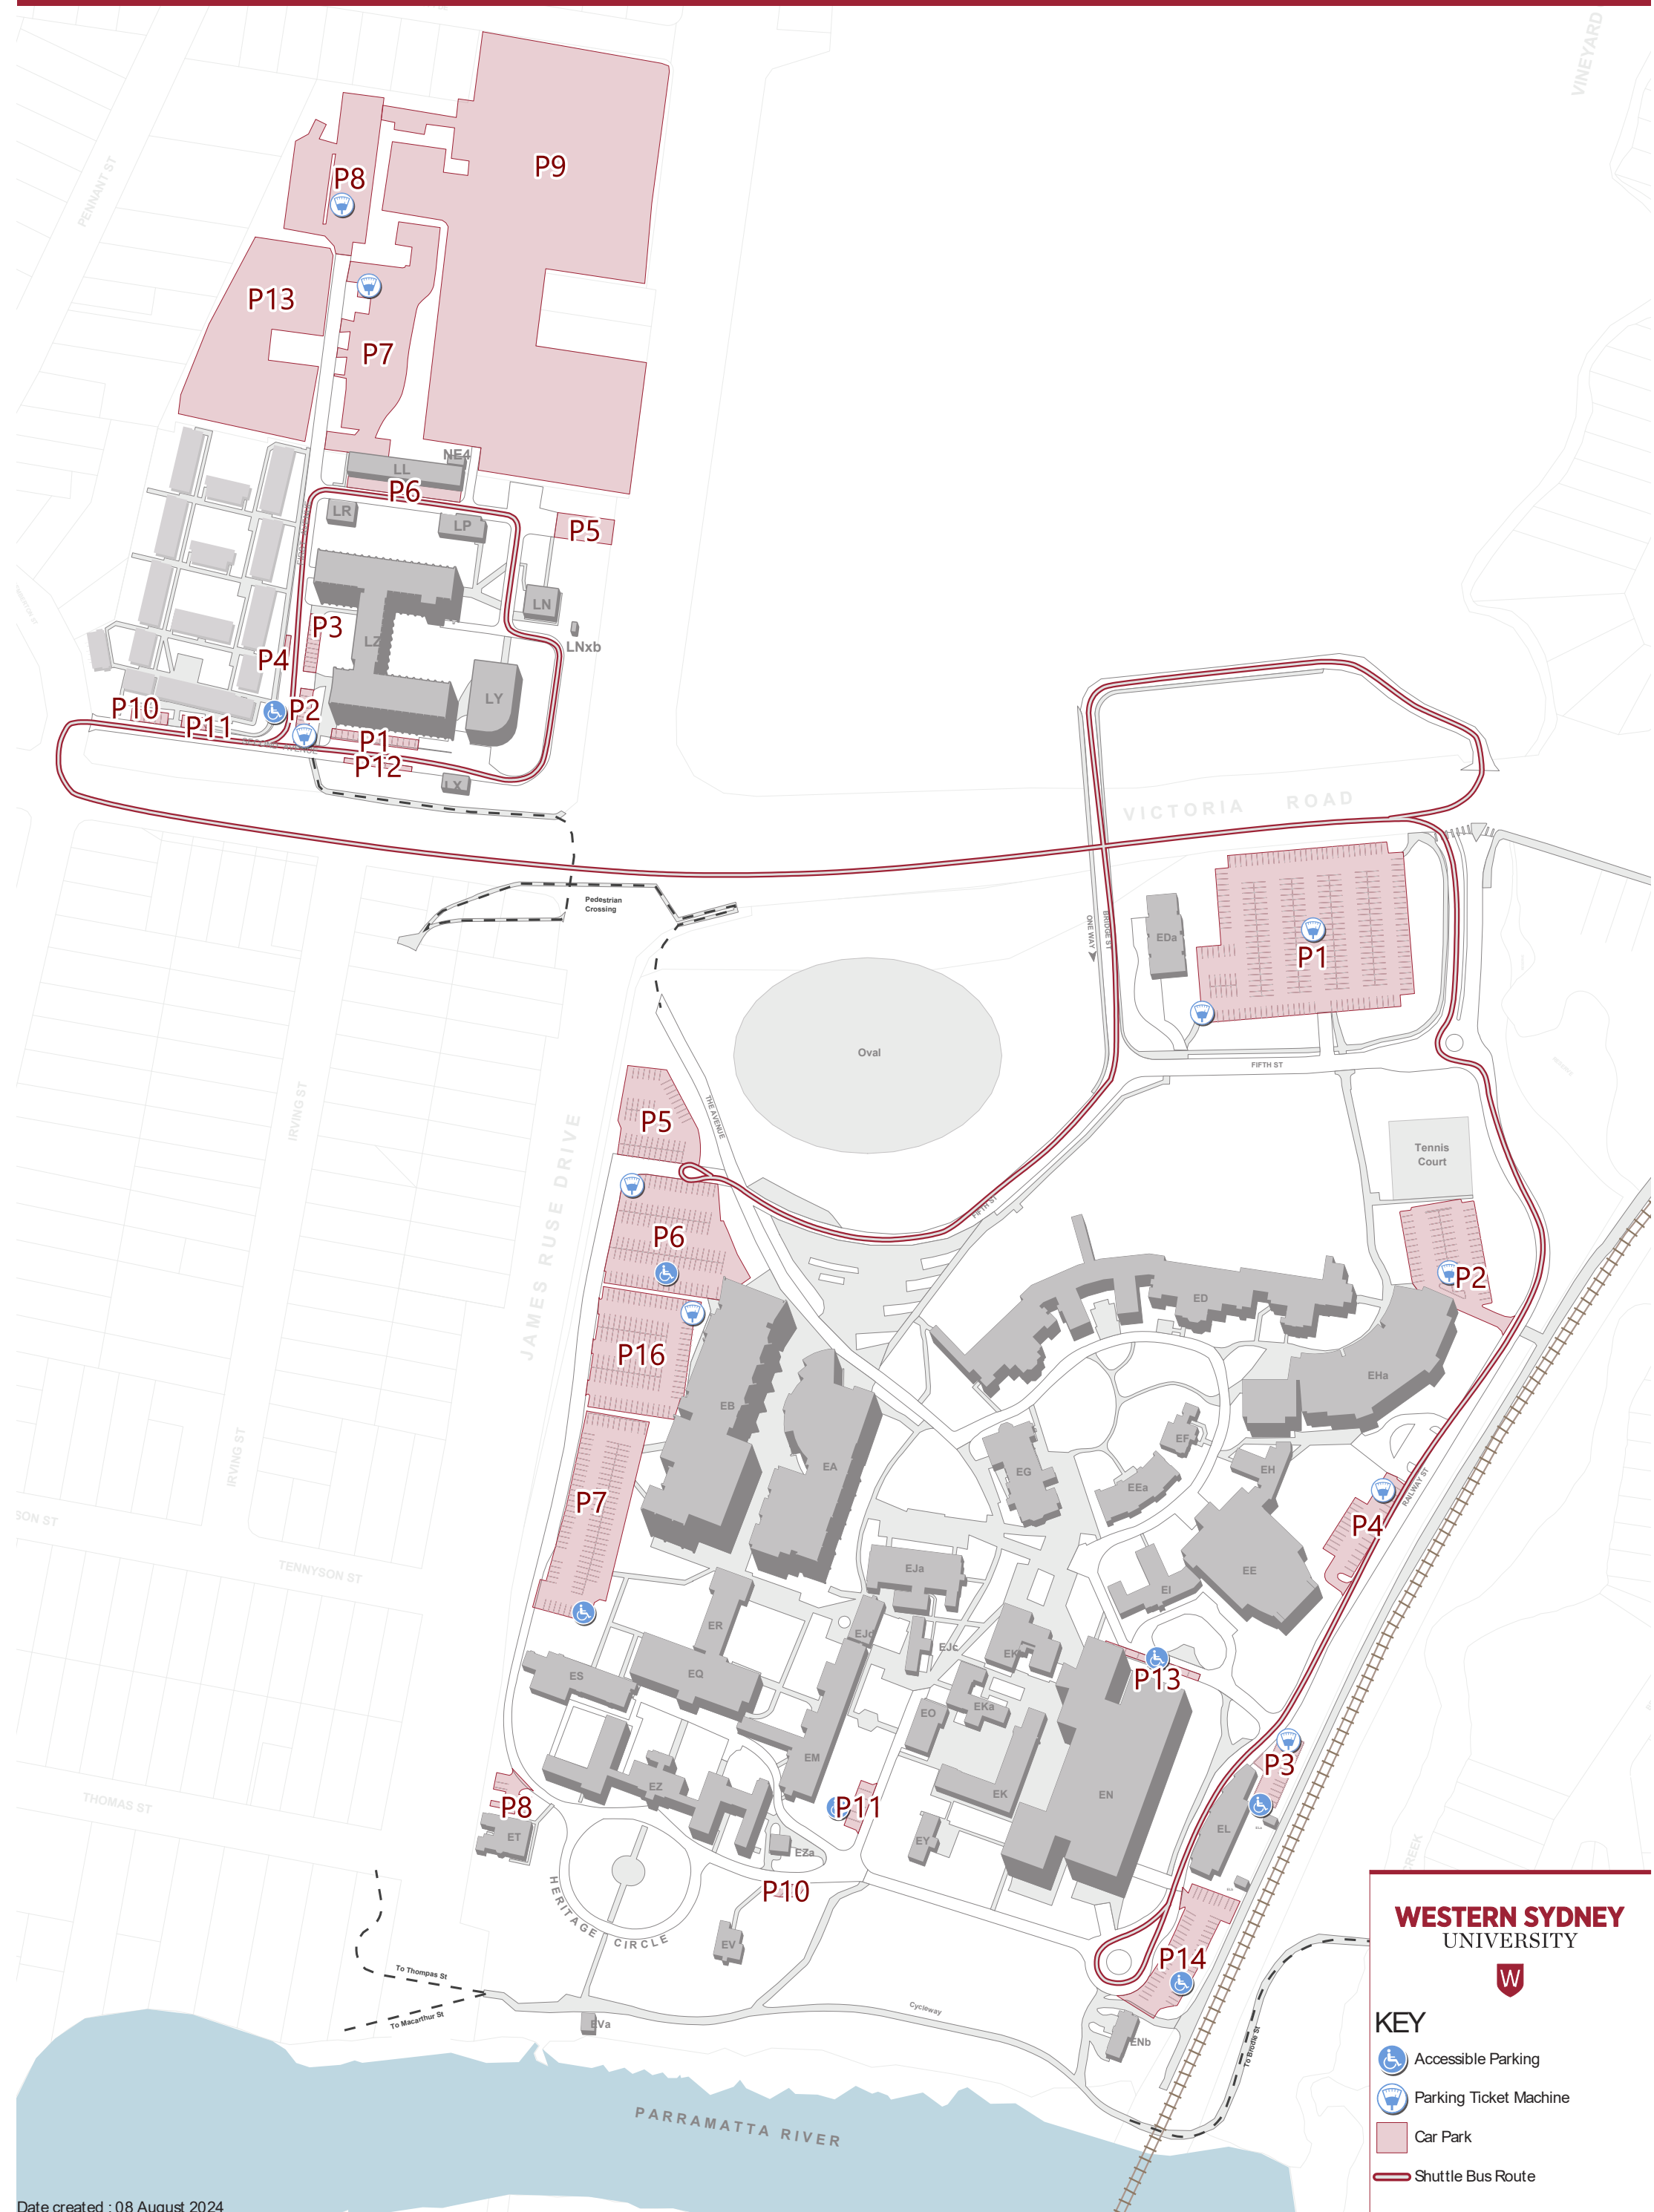 VINEYARD
PENNANT ST
P9
P8
P13
P7
NE4
LL
P6
LR
LP
P5
LN
LNxb
P3
LZ
P4
LY
P10
P11
P2
P1
P12
LX
VICTORIA ROAD
Pedestrian
Crossing
ONE WAY
BRIDGE ST
EDa
P1
FIFTH ST
Oval
IRVING ST
JAMES RUSE DRIVE
THE AVENUE
P5
Tennis
Court
FIFTH ST
P6
P2
ED
P16
EHa
EB
EA
EF
EG
EH
EEa
RAILWAY ST
IRVING ST
P7
P4
SON ST
TENNYSON ST
EJa
EE
EI
ER
EJc
EK
ES
EQ
P13
EKa
EO
EM
P3
EZ
EK
EN
THOMAS ST
P8
P11
ET
EY
EL
EZa
CREEK
P10
HERITAGE CIRCLE
EV
P14
To Thompas St
To Macarthur St
Cycleway
EVa
ENb
To Brodie St
PARRAMATTA RIVER
WESTERN SYDNEY
UNIVERSITY
W
KEY
Accessible Parking
Parking Ticket Machine
Car Park
Shuttle Bus Route
Date created : 08 August 2024